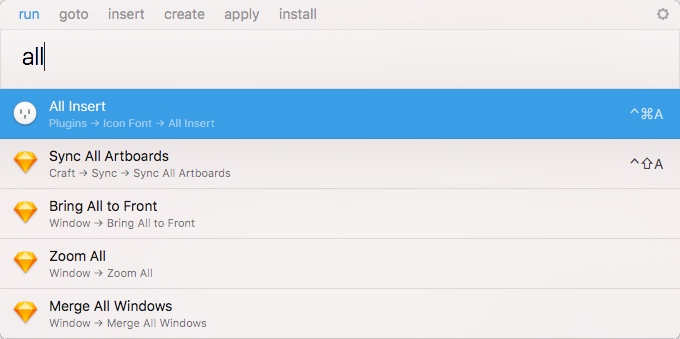 run goto insert create apply install
all
All Insert
Plugins → Icon Font → All Insert
^⌘A
Sync All Artboards
Craft → Sync → Sync All Artboards
^⇧A
Bring All to Front
Window → Bring All to Front
Zoom All
Window → Zoom All
Merge All Windows
Window → Merge All Windows